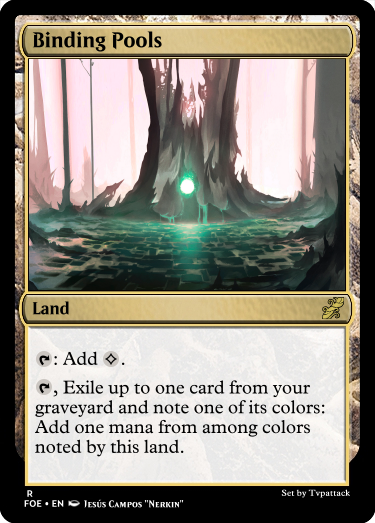 Binding Pools
Land
: Add .
, Exile up to one card from your
graveyard and note one of its colors:
Add one mana from among colors
noted by this land.
R
Set by Tvpattack
FOE • EN Jesús Campos "Nerkin"